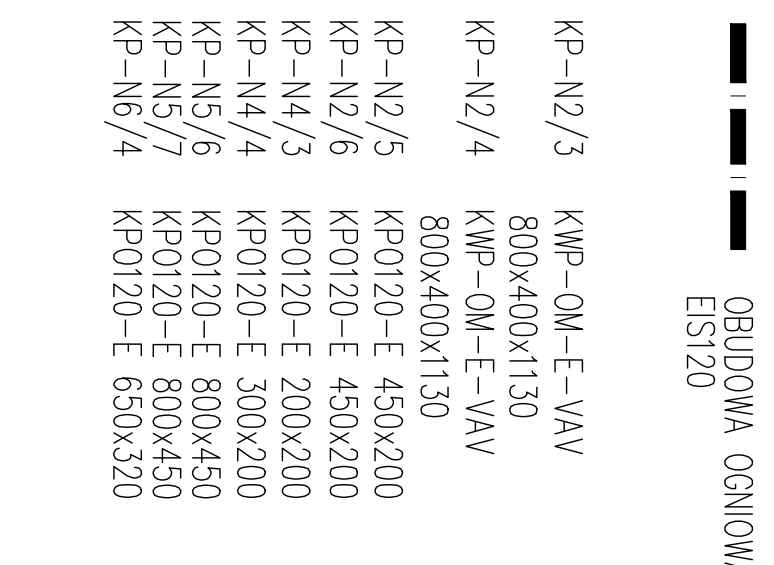 OBUDOWA OGNIOWA
EIS120
KP-N2/3 KWP-OM-E-VAV
800x400x1130
KP-N2/4 KWP-OM-E-VAV
800x400x1130
KP-N2/5 KPO120-E 450x200
KP-N2/6 KPO120-E 450x200
KP-N4/3 KPO120-E 200x200
KP-N4/4 KPO120-E 300x200
KP-N5/6 KPO120-E 800x450
KP-N5/7 KPO120-E 800x450
KP-N6/4 KPO120-E 650x320